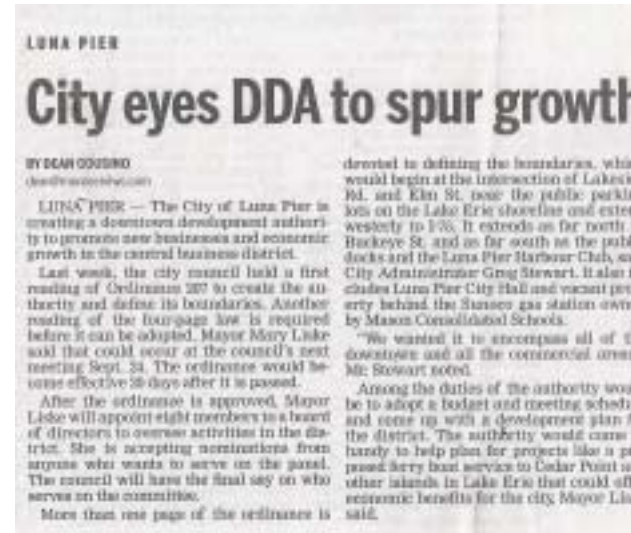 LUNA PIER
City eyes DDA to spur growth
BY DEAN COUSINO
LUNA PIER — The City of Luna Pier is
creating a downtown development authori-
ty to promote new businesses and economic
growth in the central business district.
Last week, the city council held a first
reading of Ordinance 207 to create the au-
thority and define its boundaries. Another
reading of the four-page law is required
before it can be adopted. Mayor Mary Liske
said that could occur at the council's next
meeting Sept. 24. The ordinance would be-
come effective 20 days after it is passed.
After the ordinance is approved, Mayor
Liske will appoint eight members to a board
of directors to oversee activities in the dis-
trict. She is accepting nominations from
anyone who wants to serve on the panel.
The council will have the final say on who
serves on the committee.
More than one page of the ordinance is
devoted to defining the boundaries,
would begin at the intersection of
Rd. and Elm St. near the public
lots on the Lake Erie shoreline and
westerly to I-75. It extends as far north
Buckeye St. and as far south as the
docks and the Luna Pier Harbour Club,
City Administrator Greg Stewart. It also
cludes Luna Pier City Hall and vacant
erty behind the Sunoco gas station
by Mason Consolidated Schools.
"We wanted it to encompass all of
downtown and all the commercial
Mr. Stewart noted.
Among the duties of the authority
be to adopt a budget and meeting
and come up with a development plan
the district. The authority would come
handy to help plan for projects like a
posed ferry boat service to Cedar Point
other islands in Lake Erie that could
economic benefits for the city, Mayor
said.